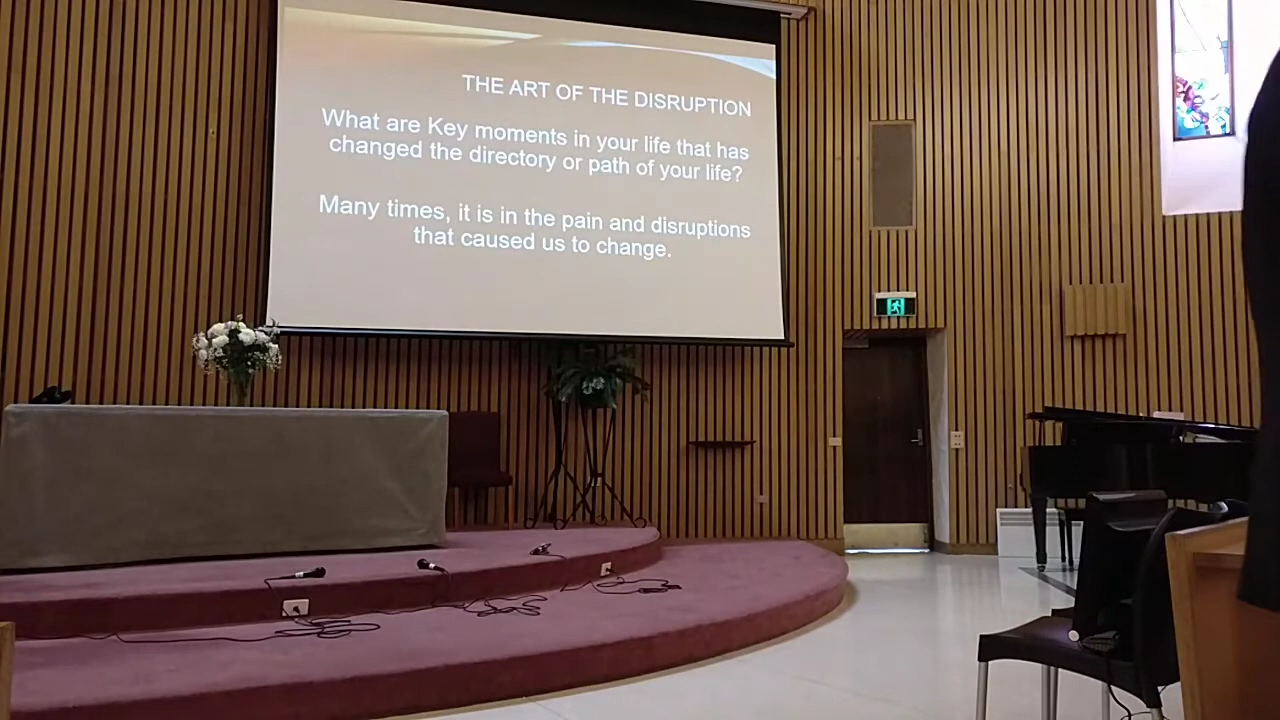 THE ART OF THE DISRUPTION
What are Key moments in your life that has
changed the directory or path of your life?
Many times, it is in the pain and disruptions
that caused us to change.